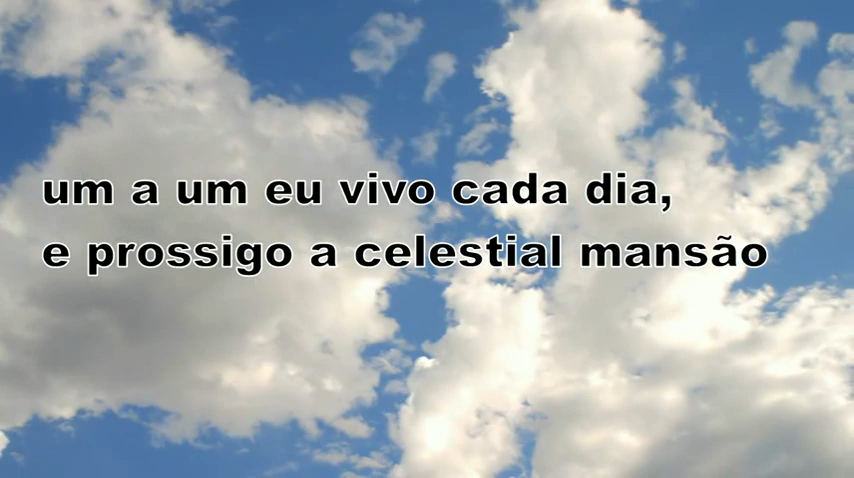 um a um eu vivo cada dia,
e prossigo a celestial mansão